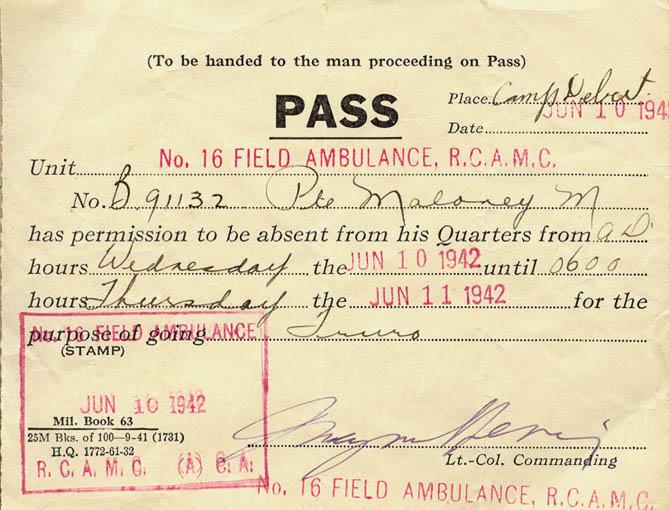 (To be handed to the man proceeding on Pass)
PASS
Place Camp Debert
JUN 10 1942
Date
Unit No. 16 FIELD AMBULANCE, R.C.A.M.C.
No. B 91132 Pte Maloney M
has permission to be absent from his Quarters from A.D.
hours Wednesday the JUN 10 1942 until 0600
hours Thursday the JUN 11 1942 for the
purpose of going Truro
No. 16 FIELD AMBULANCE
(STAMP)
JUN 10 1942
Mil. Book 63
25M Bks. of 100—9-41 (1731)
H.Q. 1772-61-32
R. C. A. M. C. (A) C. A.
Lt.-Col. Commanding
No. 16 FIELD AMBULANCE, R.C.A.M.C.